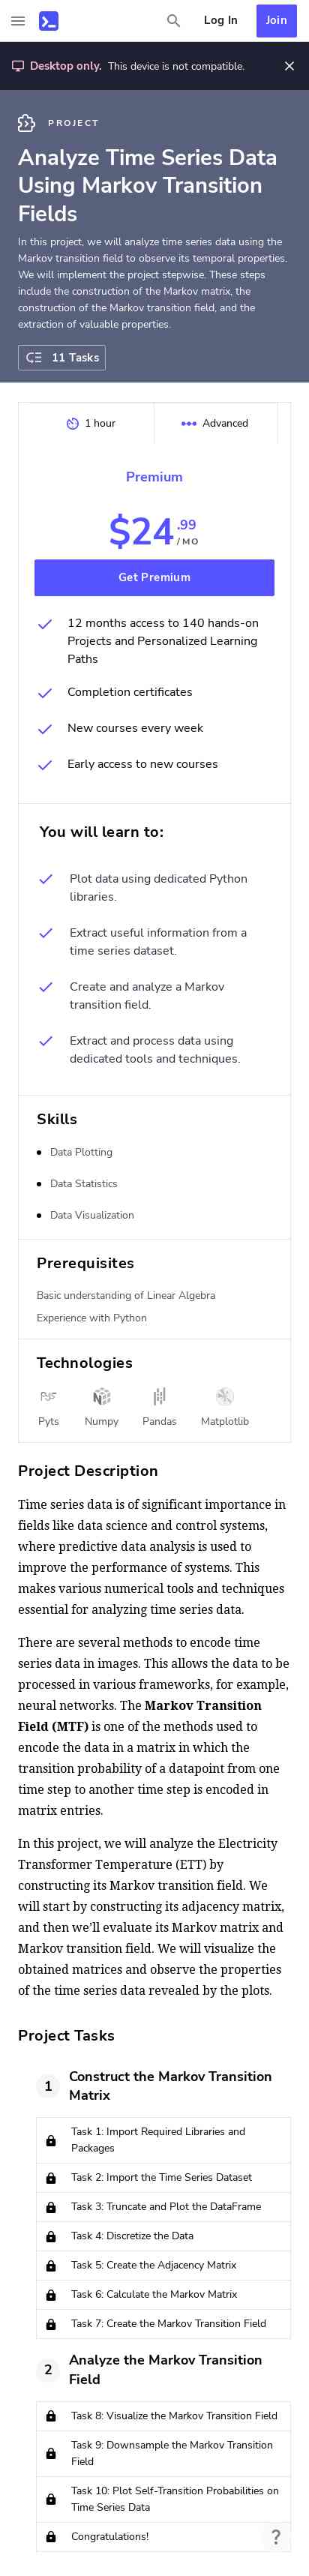 Log In
Join
Desktop only. This device is not compatible.
PROJECT
Analyze Time Series Data
Using Markov Transition
Fields
In this project, we will analyze time series data using the
Markov transition field to observe its temporal properties.
We will implement the project stepwise. These steps
include the construction of the Markov matrix, the
construction of the Markov transition field, and the
extraction of valuable properties.
11 Tasks
1 hour
Advanced
Premium
$24.99
/ MO
Get Premium
12 months access to 140 hands-on
Projects and Personalized Learning
Paths
Completion certificates
New courses every week
Early access to new courses
You will learn to:
Plot data using dedicated Python
libraries.
Extract useful information from a
time series dataset.
Create and analyze a Markov
transition field.
Extract and process data using
dedicated tools and techniques.
Skills
Data Plotting
Data Statistics
Data Visualization
Prerequisites
Basic understanding of Linear Algebra
Experience with Python
Technologies
Pyts
Numpy
Pandas
Matplotlib
Project Description
Time series data is of significant importance in
fields like data science and control systems,
where predictive data analysis is used to
improve the performance of systems. This
makes various numerical tools and techniques
essential for analyzing time series data.
There are several methods to encode time
series data in images. This allows the data to be
processed in various frameworks, for example,
neural networks. The Markov Transition
Field (MTF) is one of the methods used to
encode the data in a matrix in which the
transition probability of a datapoint from one
time step to another time step is encoded in
matrix entries.
In this project, we will analyze the Electricity
Transformer Temperature (ETT) by
constructing its Markov transition field. We
will start by constructing its adjacency matrix,
and then we'll evaluate its Markov matrix and
Markov transition field. We will visualize the
obtained matrices and observe the properties
of the time series data revealed by the plots.
Project Tasks
1
Construct the Markov Transition
Matrix
Task 1: Import Required Libraries and
Packages
Task 2: Import the Time Series Dataset
Task 3: Truncate and Plot the DataFrame
Task 4: Discretize the Data
Task 5: Create the Adjacency Matrix
Task 6: Calculate the Markov Matrix
Task 7: Create the Markov Transition Field
2
Analyze the Markov Transition
Field
Task 8: Visualize the Markov Transition Field
Task 9: Downsample the Markov Transition
Field
Task 10: Plot Self-Transition Probabilities on
Time Series Data
Congratulations!
?